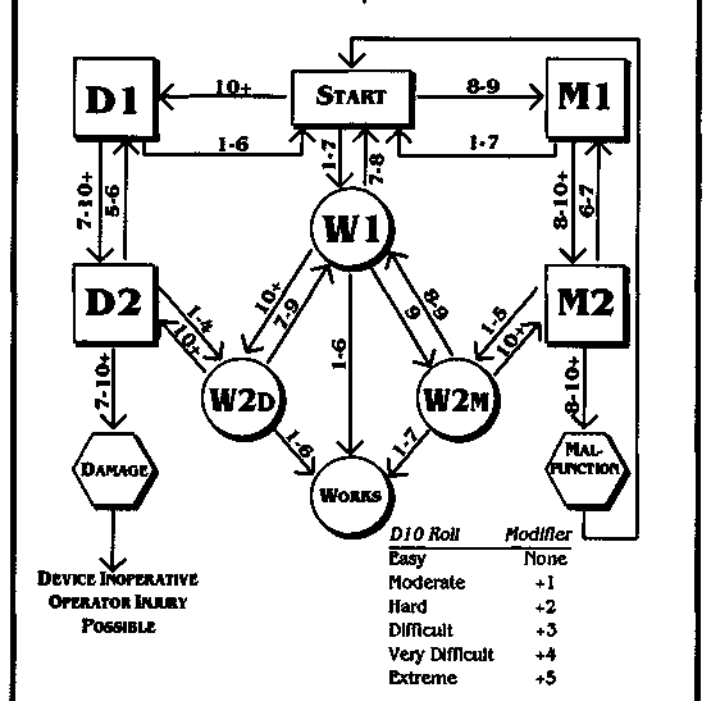 D1
10+
START
8-9
M1
1-6
1-7
7-8
1-7
7-10+
5-6
8-10+
6-7
W1
D2
1-4
10+
10+
7-9
1-6
9
8-9
1-5
10+
M2
7-10+
W2D
W2M
8-10+
1-6
1-7
DAMAGE
WORKS
MAL-
FUNCTION
DEVICE INOPERATIVE
OPERATOR INJURY
POSSIBLE
D10 Roll Modifier
Easy None
Moderate +1
Hard +2
Difficult +3
Very Difficult +4
Extreme +5